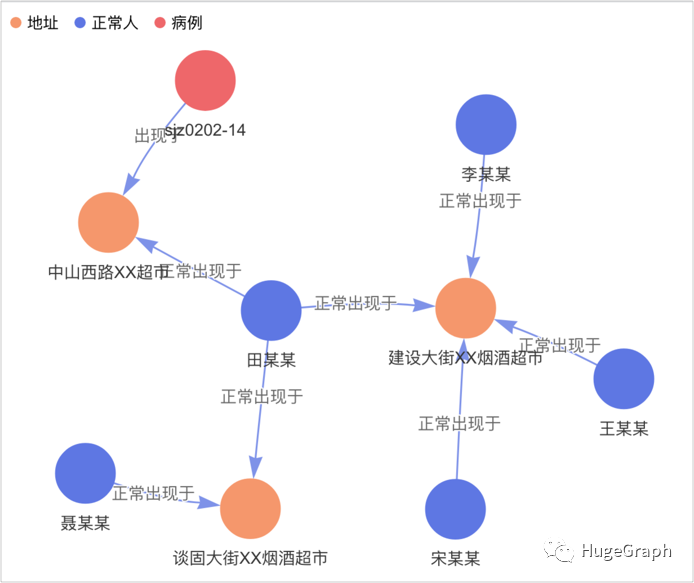 地址 正常人 病例
出现于
sjz0202-14
李某某
正常出现于
中山西路XX超市
正常出现于
正常出现于
田某某
建设大街XX烟酒超市
正常出现于
王某某
正常出现于
正常出现于
聂某某
正常出现于
谈固大街XX烟酒超市
宋某某
HugeGraph